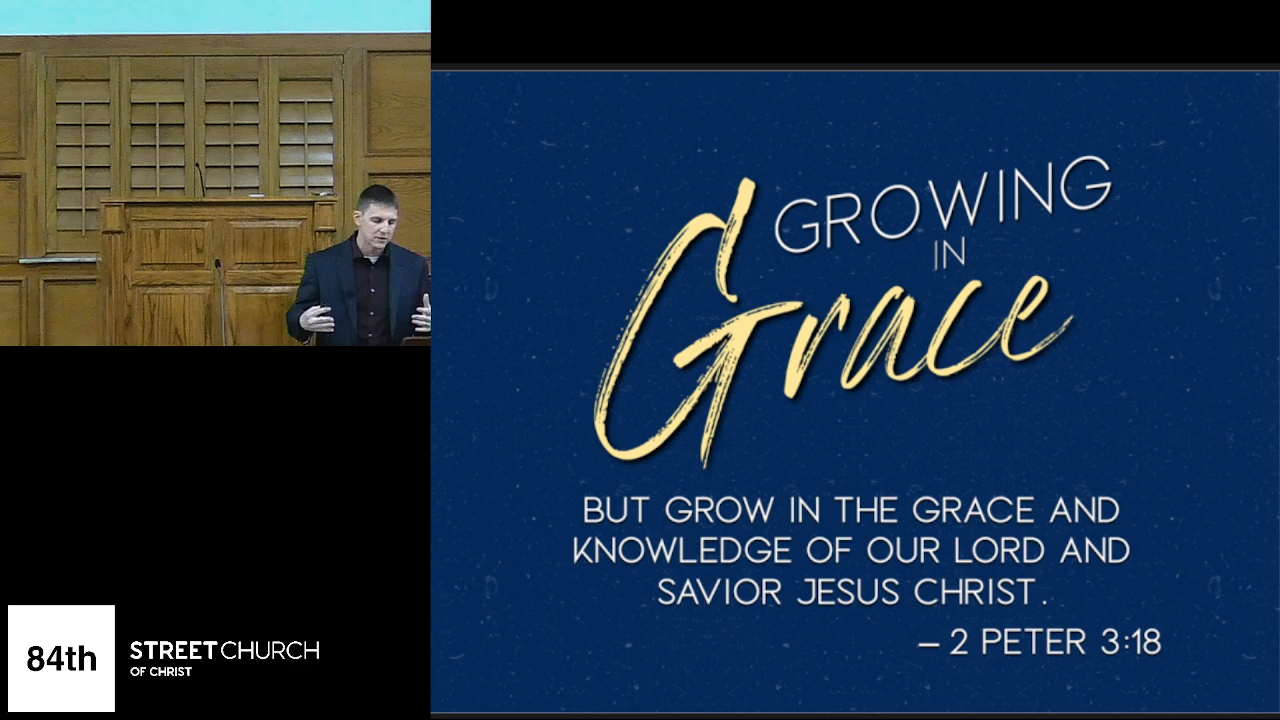 GROWING
IN
Grace
BUT GROW IN THE GRACE AND
KNOWLEDGE OF OUR LORD AND
SAVIOR JESUS CHRIST.
– 2 PETER 3:18
84th
STREET CHURCH
OF CHRIST